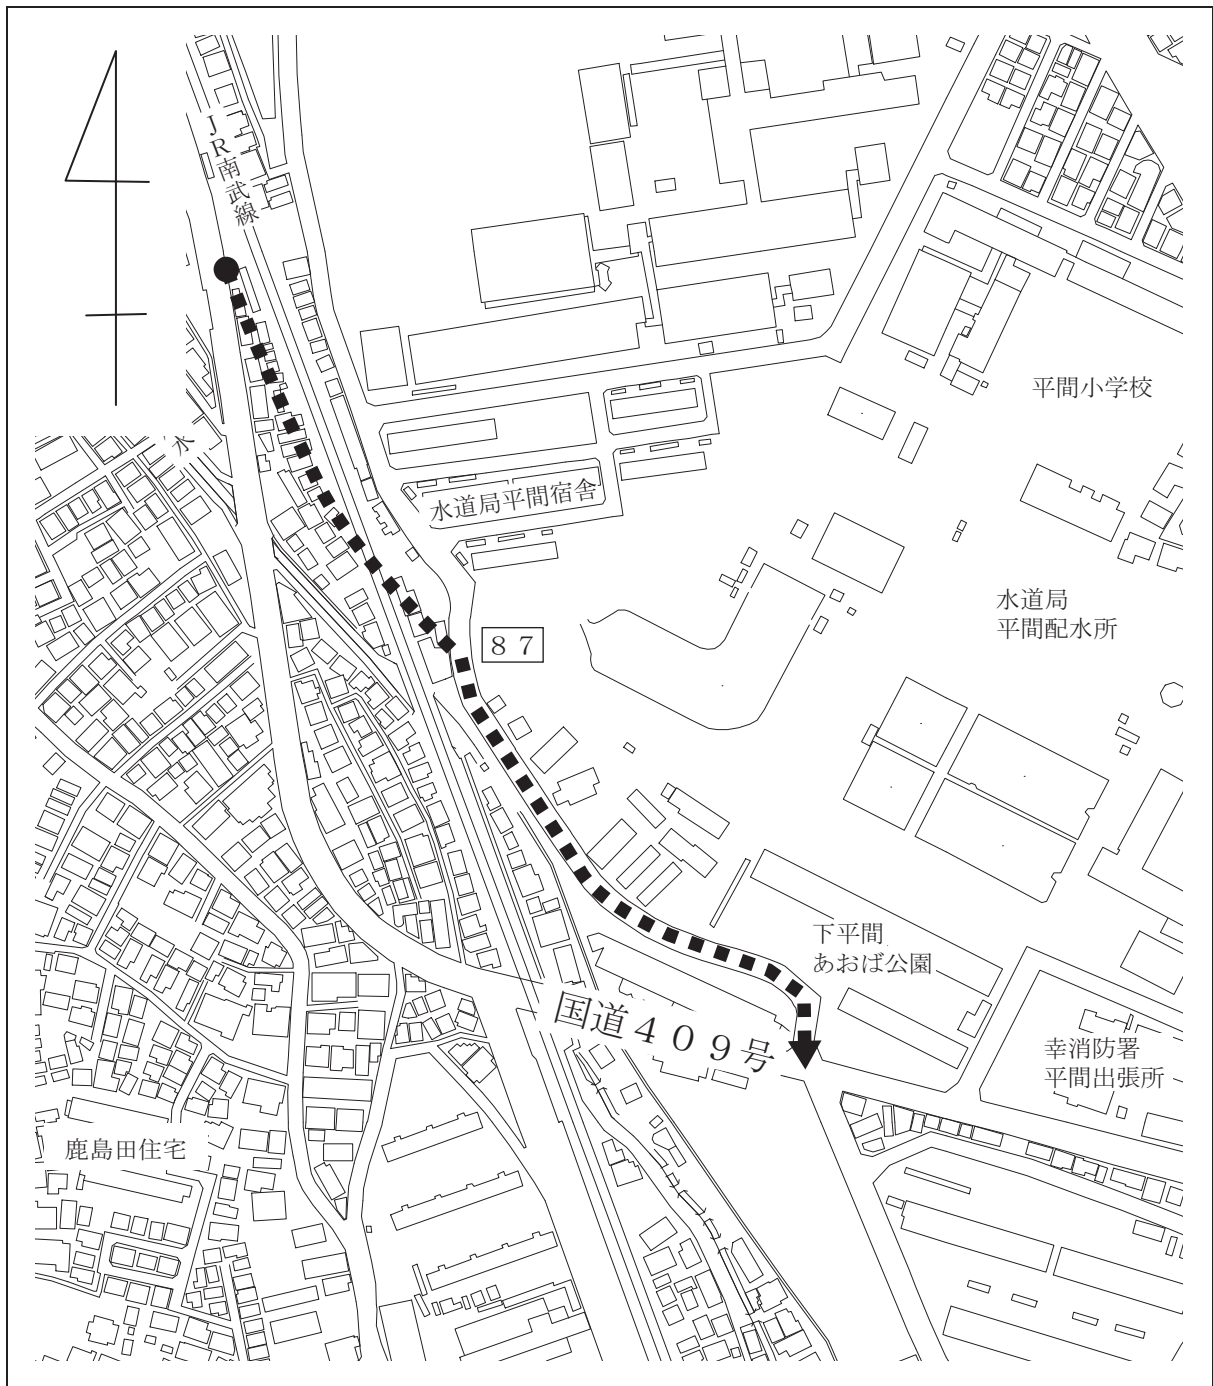 JR南武線
平間小学校
水
水道局平間宿舎
水道局
平間配水所
87
下平間
あおば公園
国道409号
幸消防署
平間出張所
鹿島田住宅